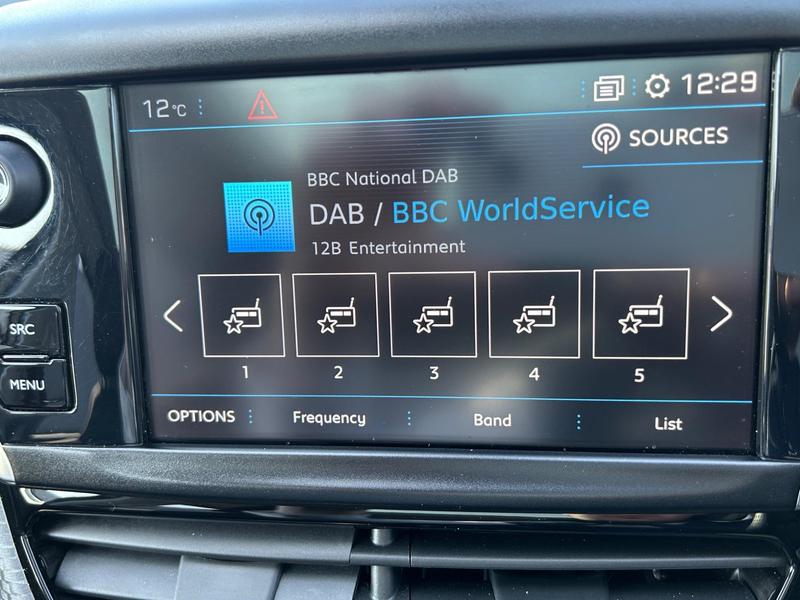 12°C
12:29
SOURCES
BBC National DAB
DAB / BBC WorldService
12B Entertainment
SRC
MENU
1 2 3 4 5
OPTIONS Frequency Band List